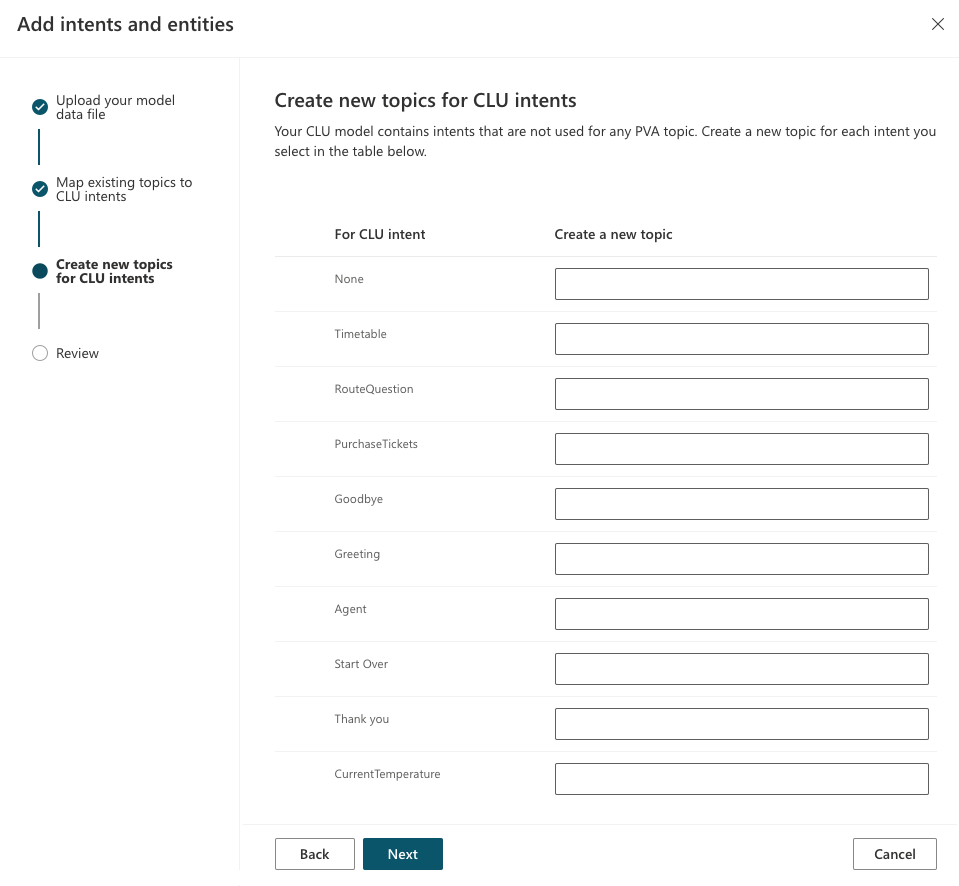 Add intents and entities
Upload your model
data file
Map existing topics to
CLU intents
Create new topics
for CLU intents
Review
Create new topics for CLU intents
Your CLU model contains intents that are not used for any PVA topic. Create a new topic for each intent you
select in the table below.
For CLU intent Create a new topic
None
Timetable
RouteQuestion
PurchaseTickets
Goodbye
Greeting
Agent
Start Over
Thank you
CurrentTemperature
Back Next Cancel